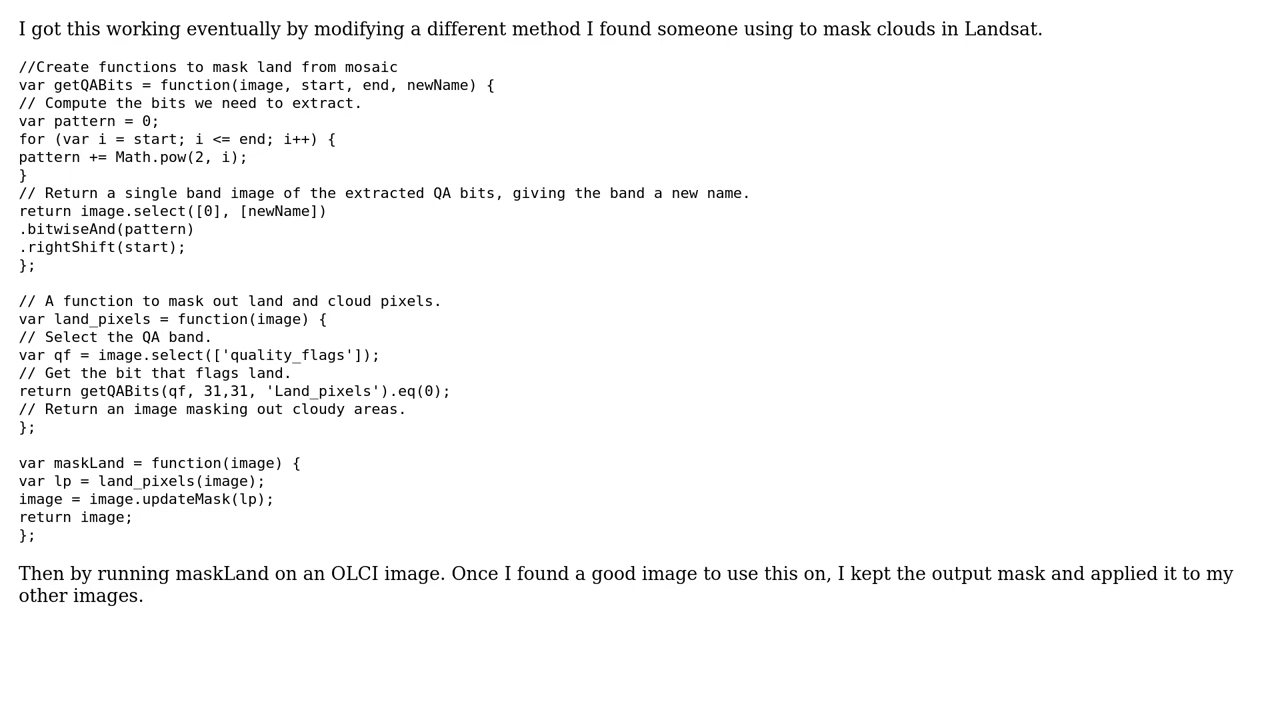 I got this working eventually by modifying a different method I found someone using to mask clouds in Landsat.
//Create functions to mask land from mosaic
var getQABits = function(image, start, end, newName) {
// Compute the bits we need to extract.
var pattern = 0;
for (var i = start; i <= end; i++) {
pattern += Math.pow(2, i);
}
// Return a single band image of the extracted QA bits, giving the band a new name.
return image.select([0], [newName])
.bitwiseAnd(pattern)
.rightShift(start);
};
// A function to mask out land and cloud pixels.
var land_pixels = function(image) {
// Select the QA band.
var qf = image.select(['quality_flags']);
// Get the bit that flags land.
return getQABits(qf, 31,31, 'Land_pixels').eq(0);
// Return an image masking out cloudy areas.
};
var maskLand = function(image) {
var lp = land_pixels(image);
image = image.updateMask(lp);
return image;
};
Then by running maskLand on an OLCI image. Once I found a good image to use this on, I kept the output mask and applied it to my
other images.